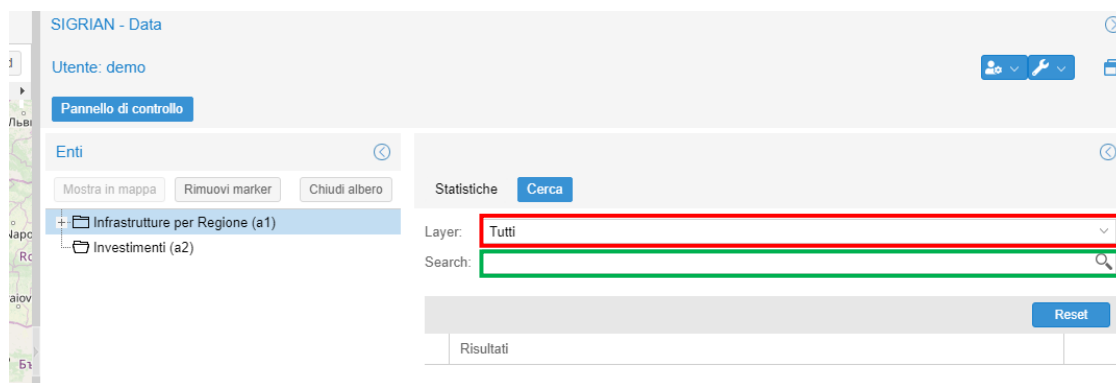 SIGRIAN - Data
Utente: demo
Pannello di controllo
Enti
Mostra in mappa Rimuovi marker Chiudi albero
Infrastrutture per Regione (a1)
Investimenti (a2)
Statistiche Cerca
Layer: Tutti
Search:
Reset
Risultati